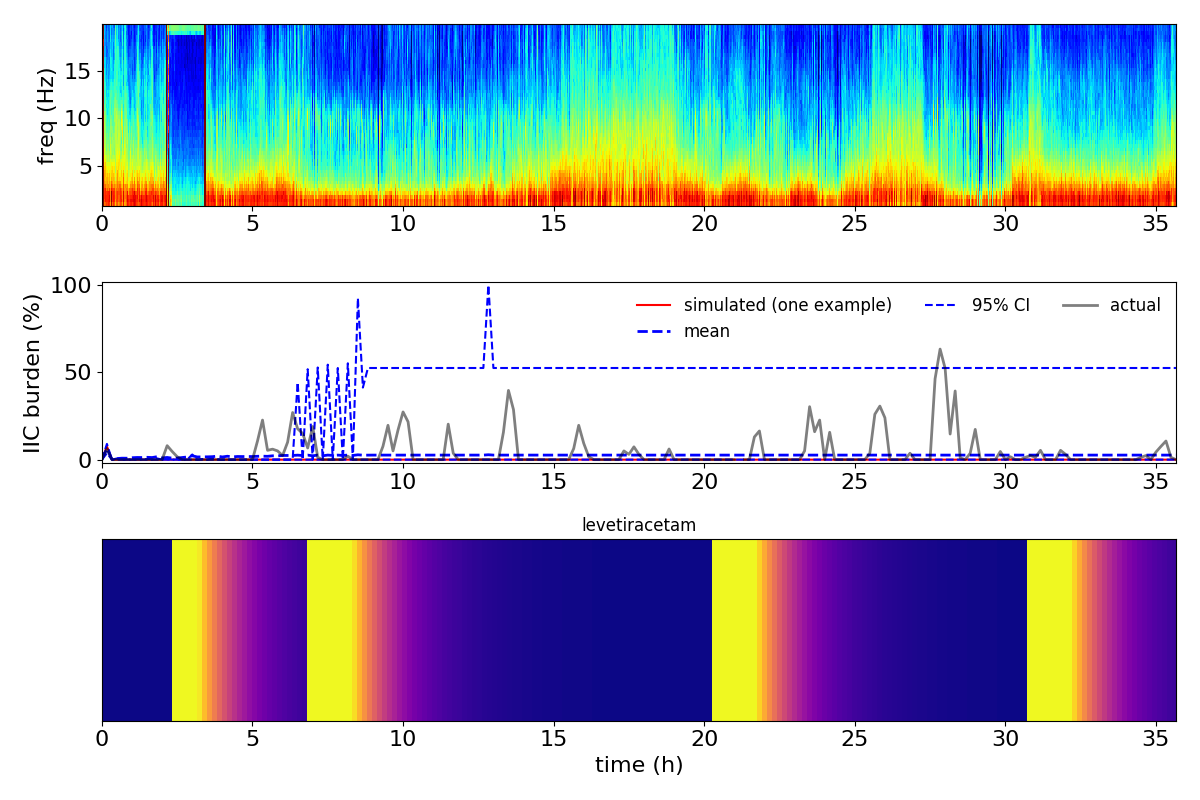 freq (Hz)
15
10
5
0 5 10 15 20 25 30 35
IIC burden (%)
100
50
0
simulated (one example) 95% CI actual
mean
0 5 10 15 20 25 30 35
levetiracetam
0 5 10 15 20 25 30 35
time (h)